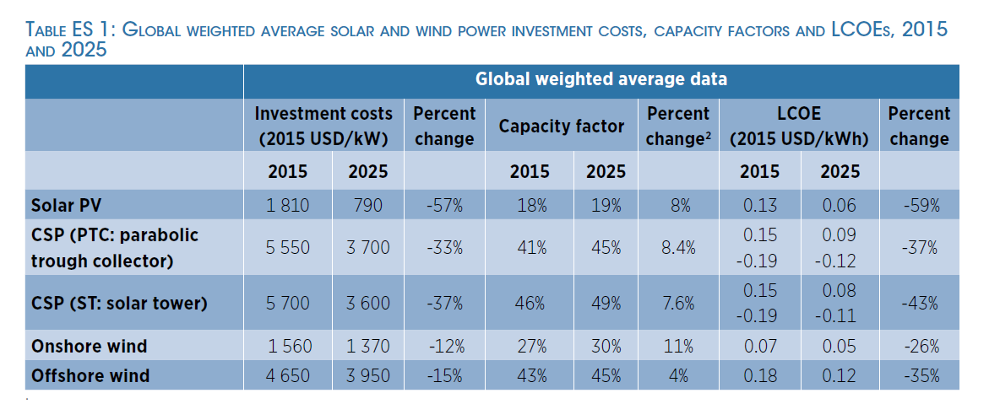 TABLE ES 1: GLOBAL WEIGHTED AVERAGE SOLAR AND WIND POWER INVESTMENT COSTS, CAPACITY FACTORS AND LCOES, 2015
AND 2025
Global weighted average data
Investment costs (2015 USD/kW) Percent change Capacity factor Percent change² LCOE (2015 USD/kWh) Percent change
2015 2025 2015 2025 2015 2025
Solar PV 1 810 790 -57% 18% 19% 8% 0.13 0.06 -59%
CSP (PTC: parabolic trough collector) 5 550 3 700 -33% 41% 45% 8.4% 0.15 -0.19 0.09 -0.12 -37%
CSP (ST: solar tower) 5 700 3 600 -37% 46% 49% 7.6% 0.15 -0.19 0.08 -0.11 -43%
Onshore wind 1 560 1 370 -12% 27% 30% 11% 0.07 0.05 -26%
Offshore wind 4 650 3 950 -15% 43% 45% 4% 0.18 0.12 -35%
.